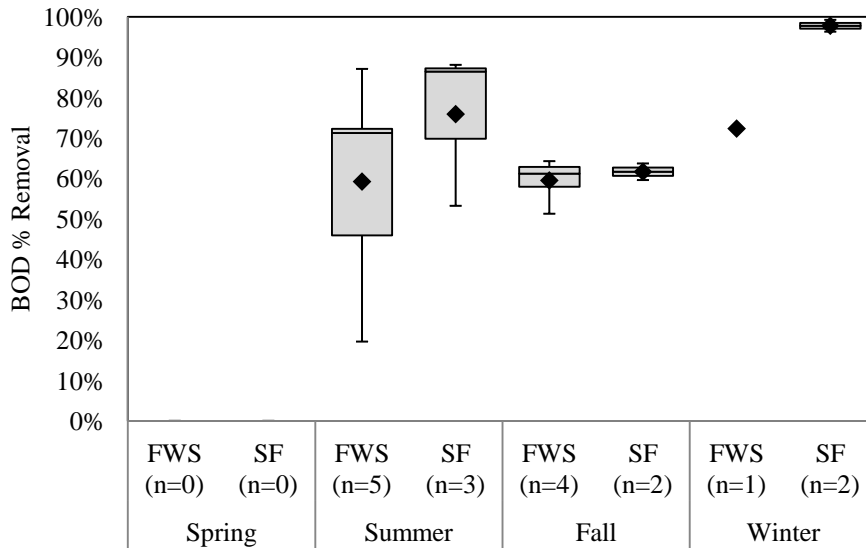 100%
90%
80%
70%
60%
50%
40%
30%
20%
10%
0%
BOD % Removal
FWS SF FWS SF FWS SF FWS SF
(n=0) (n=0) (n=5) (n=3) (n=4) (n=2) (n=1) (n=2)
Spring Summer Fall Winter